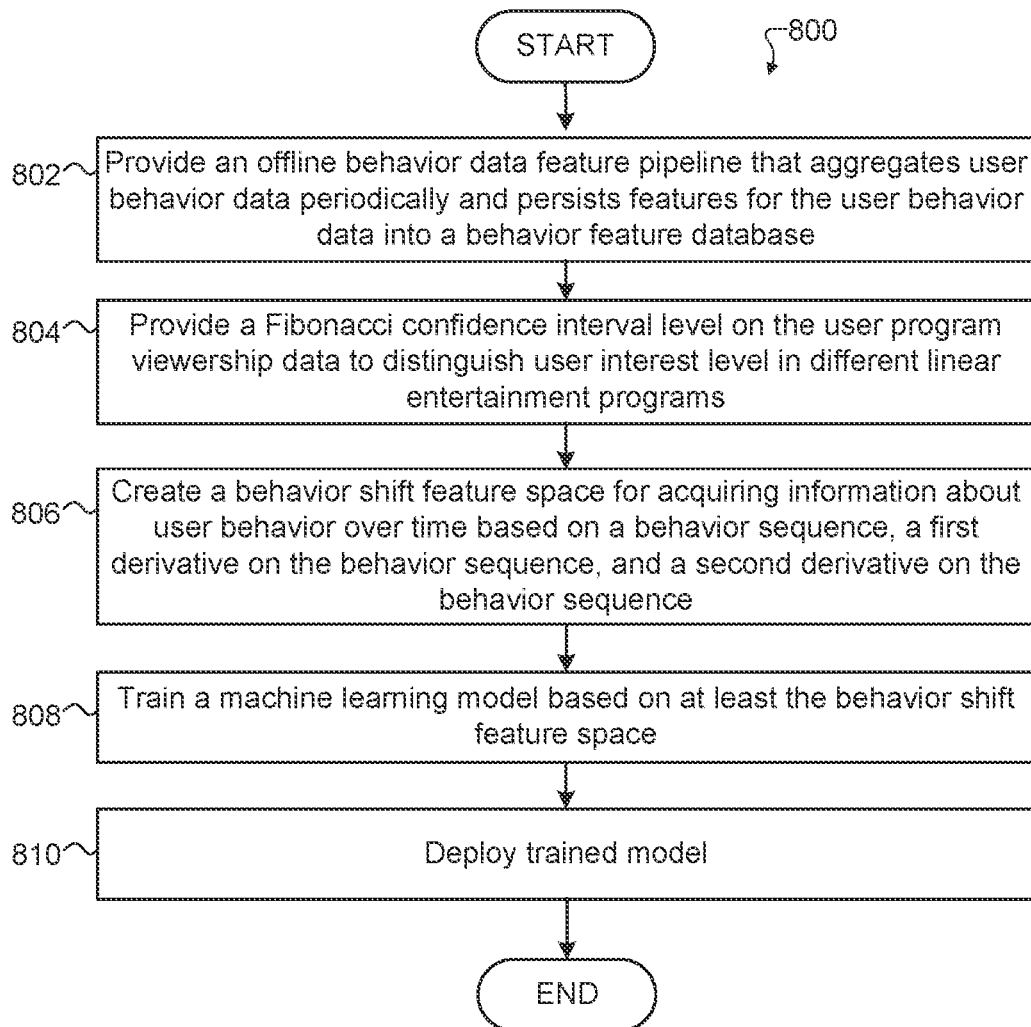 START
800
802
Provide an offline behavior data feature pipeline that aggregates user
behavior data periodically and persists features for the user behavior
data into a behavior feature database
804
Provide a Fibonacci confidence interval level on the user program
viewership data to distinguish user interest level in different linear
entertainment programs
806
Create a behavior shift feature space for acquiring information about
user behavior over time based on a behavior sequence, a first
derivative on the behavior sequence, and a second derivative on the
behavior sequence
808
Train a machine learning model based on at least the behavior shift
feature space
810
Deploy trained model
END